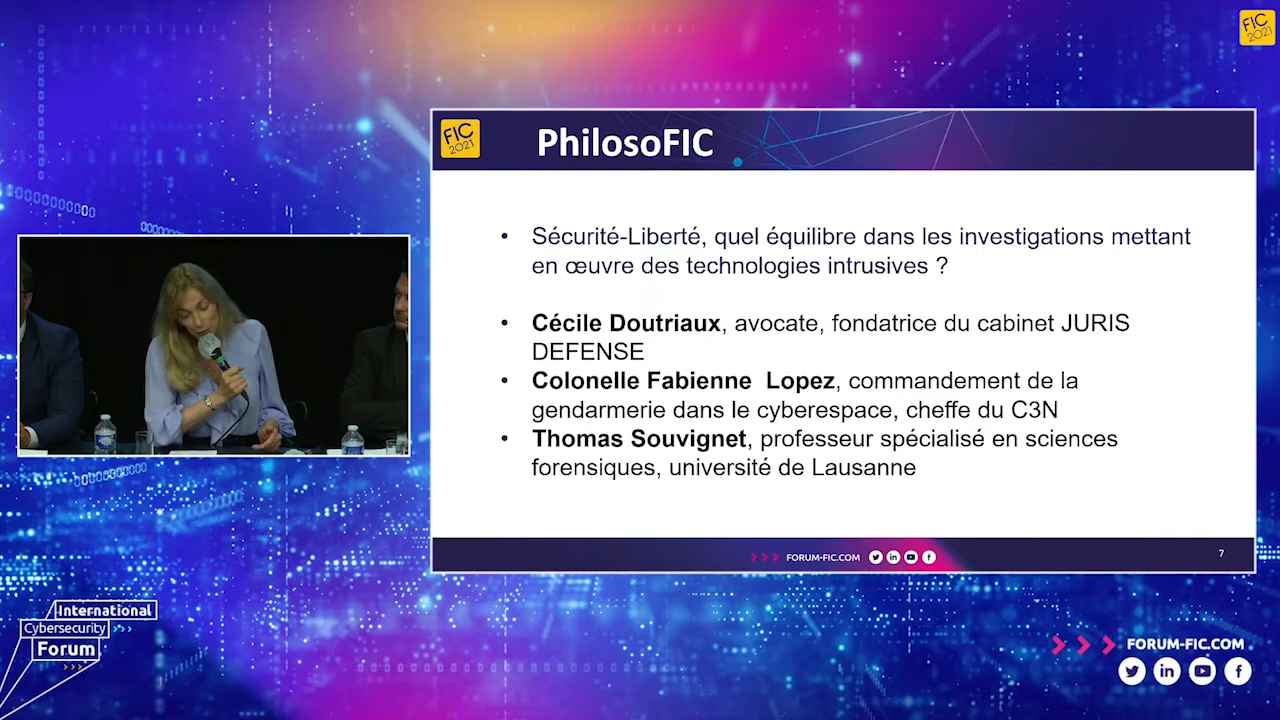 FIC
2021
FIC
2021
PhilosoFIC
• Sécurité-Liberté, quel équilibre dans les investigations mettant
en œuvre des technologies intrusives ?
• Cécile Doutriaux, avocate, fondatrice du cabinet JURIS
DEFENSE
• Colonelle Fabienne Lopez, commandement de la
gendarmerie dans le cyberespace, cheffe du C3N
• Thomas Souvignet, professeur spécialisé en sciences
forensiques, université de Lausanne
FORUM-FIC.COM
7
International
Cybersecurity
Forum
FORUM-FIC.COM